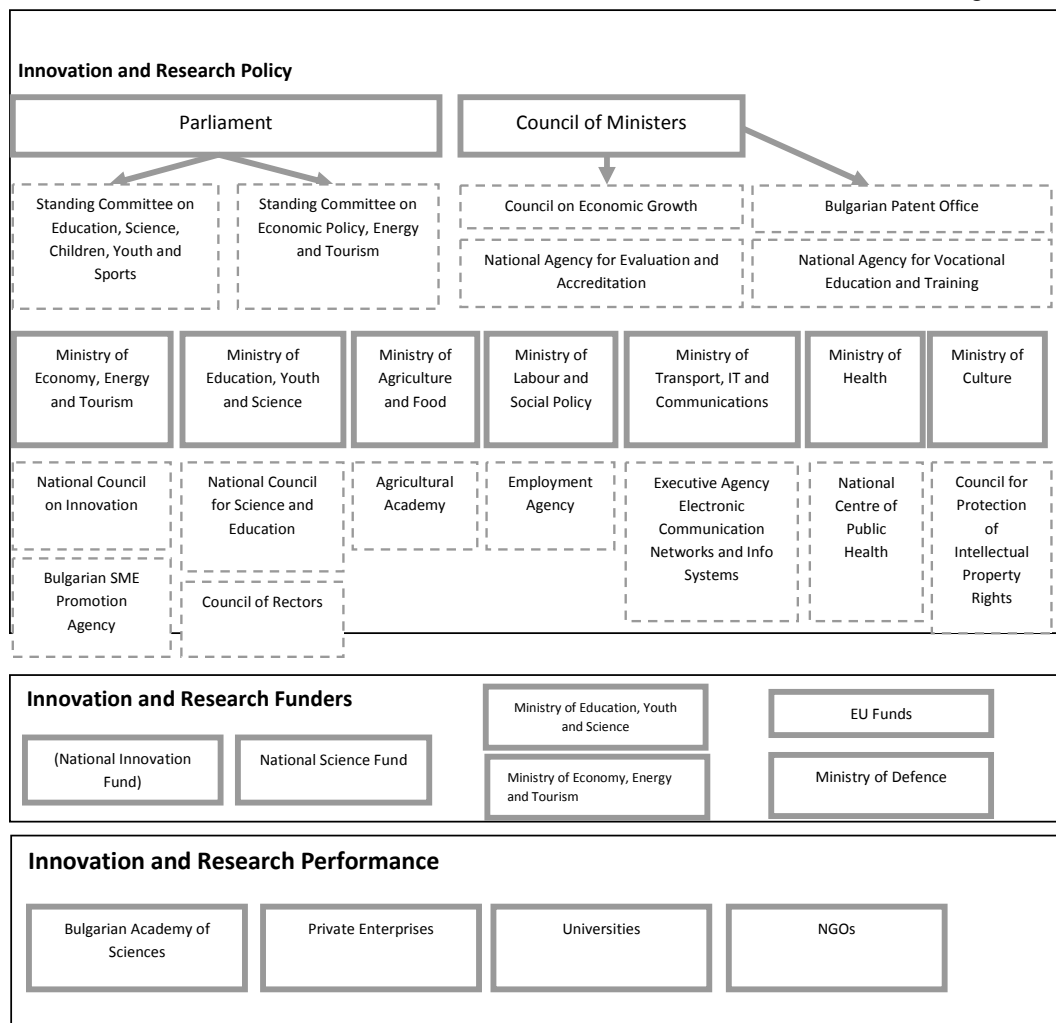 Innovation and Research Policy
Parliament
Council of Ministers
Standing Committee on
Education, Science,
Children, Youth and
Sports
Standing Committee on
Economic Policy, Energy
and Tourism
Council on Economic Growth
Bulgarian Patent Office
National Agency for Evaluation and
Accreditation
National Agency for Vocational
Education and Training
Ministry of
Economy, Energy
and Tourism
Ministry of
Education, Youth
and Science
Ministry of
Agriculture
and Food
Ministry of
Labour and
Social Policy
Ministry of
Transport, IT and
Communications
Ministry of
Health
Ministry of
Culture
National Council
on Innovation
National Council
for Science and
Education
Agricultural
Academy
Employment
Agency
Executive Agency
Electronic
Communication
Networks and Info
Systems
National
Centre of
Public
Health
Council for
Protection
of
Intellectual
Property
Rights
Bulgarian SME
Promotion
Agency
Council of Rectors
Innovation and Research Funders
(National Innovation
Fund)
National Science Fund
Ministry of Education, Youth
and Science
Ministry of Economy, Energy
and Tourism
EU Funds
Ministry of Defence
Innovation and Research Performance
Bulgarian Academy of
Sciences
Private Enterprises
Universities
NGOs